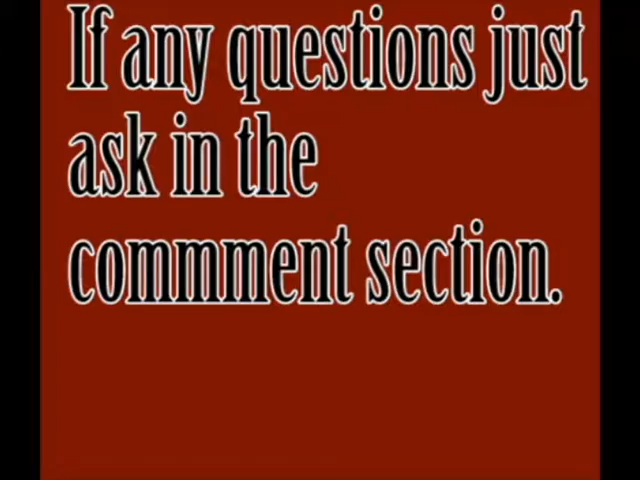 If any questions just
ask in the
commment section.